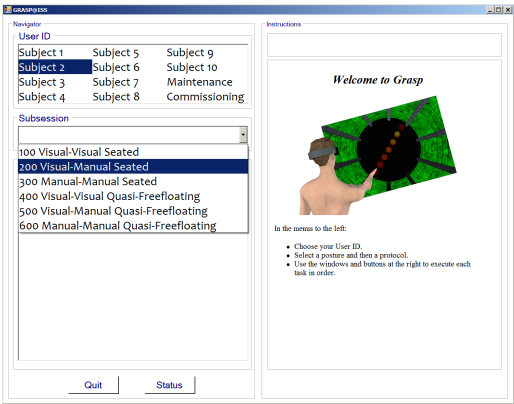 GRASP@ISS
Navigator
User ID
Subject 1 Subject 5 Subject 9
Subject 2 Subject 6 Subject 10
Subject 3 Subject 7 Maintenance
Subject 4 Subject 8 Commissioning
Subsession
100 Visual-Visual Seated
200 Visual-Manual Seated
300 Manual-Manual Seated
400 Visual-Visual Quasi-Freefloating
500 Visual-Manual Quasi-Freefloating
600 Manual-Manual Quasi-Freefloating
Quit Status
Instructions
Welcome to Grasp
In the menus to the left:
• Choose your User ID.
• Select a posture and then a protocol.
• Use the windows and buttons at the right to execute each
task in order.